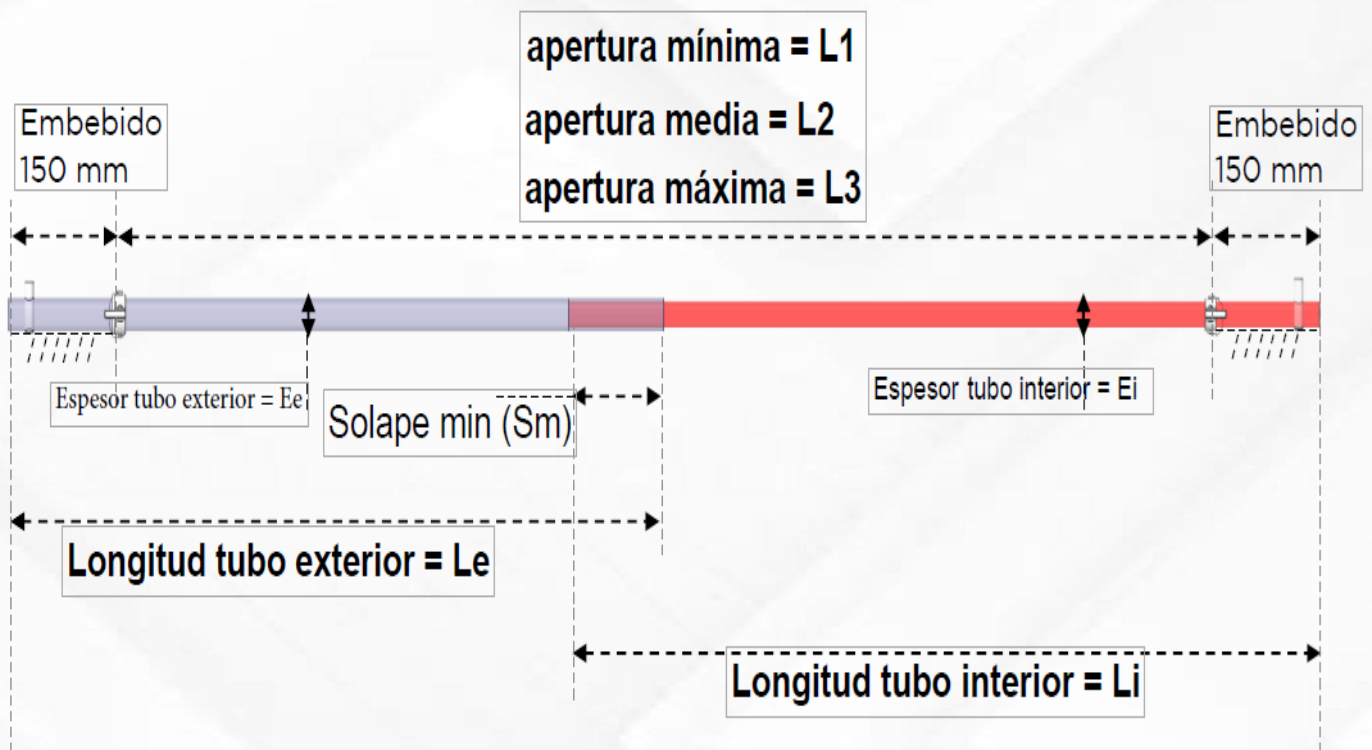 apertura mínima = L1
apertura media = L2
apertura máxima = L3
Embebido
150 mm
Embebido
150 mm
Espesor tubo exterior = Ee
Solape min (Sm)
Espesor tubo interior = Ei
Longitud tubo exterior = Le
Longitud tubo interior = Li